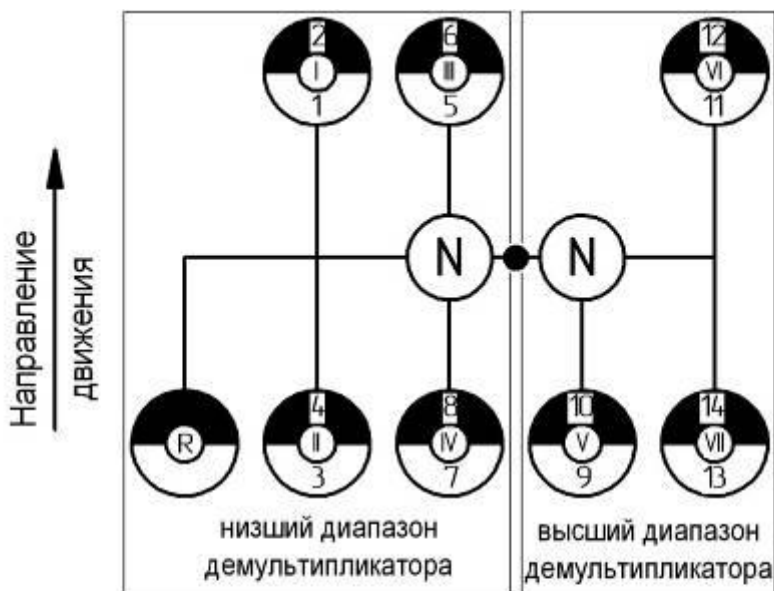 2 6 12
I III VI
1 5 11
Направление
движения
N N
4 8 10 14
R II IV V VII
3 7 9 13
низший диапазон
демультипликатора
высший диапазон
демультипликатора